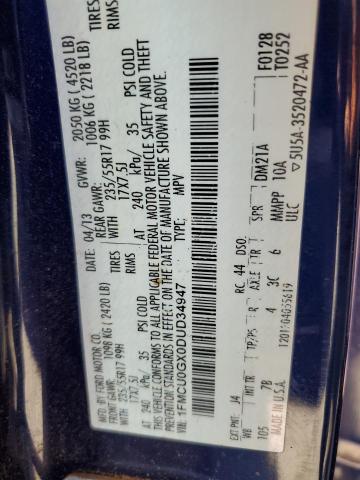 MFD. BY FORD MOTOR CO.
DATE: 04/13 GVWR: 2050 KG ( 4520 LB)
FRONT GAWR: 1098 KG ( 2420 LB) REAR GAWR: 1006 KG ( 2218 LB)
235/55R17 99H TIRES WITH 235/55R17 99H TIRES
17X7.5J RIMS 17X7.5J RIMS
AT 240 kPa/ 35 PSI COLD AT 240 kPa/ 35 PSI COLD
THIS VEHICLE CONFORMS TO ALL APPLICABLE FEDERAL MOTOR VEHICLE SAFETY AND THEFT
PREVENTION STANDARDS IN EFFECT ON THE DATE OF MANUFACTURE SHOWN ABOVE.
VIN: 1FMCU0GX0DUD34947
TYPE: MPV
F0128
T0252
EXT PNT: J4 RC: 44 DSO:
WB INT TR TP/PS R AXLE TR SPR DM21A
105 7B 4 3C 6 MMPP 10A
MADE IN U.S.A. ULC
▽5U5A-3520472-AA